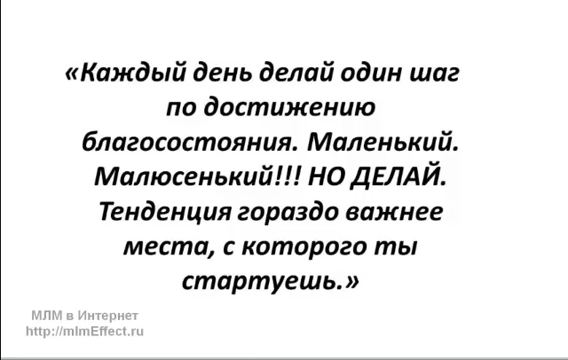 «Каждый день делай один шаг
по достижению
благосостояния. Маленький.
Малюсенький!!! НО ДЕЛАЙ.
Тенденция гораздо важнее
места, с которого ты
стартуешь.»
МЛМ в Интернет
http://mlmEffect.ru